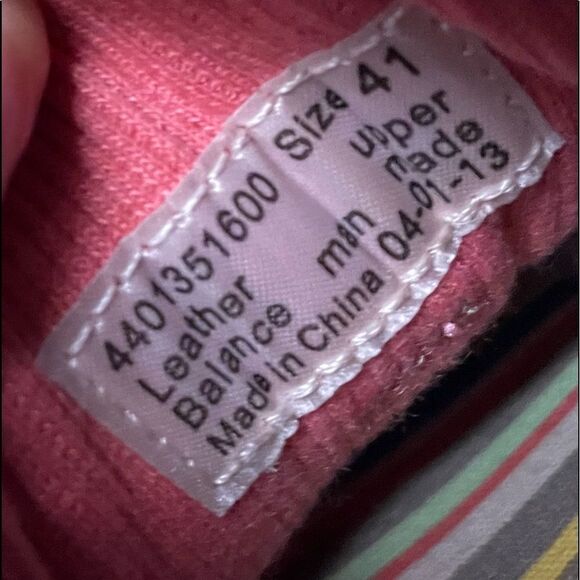 4401351600 Size 41
Leather upper
Balance man made
Made in China 04-01-13